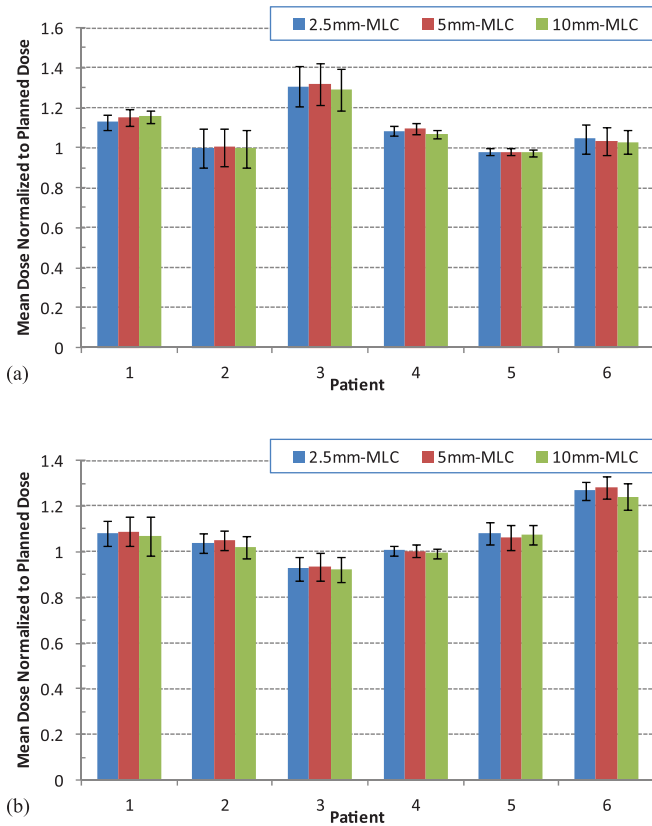 2.5mm-MLC 5mm-MLC 10mm-MLC
Mean Dose Normalized to Planned Dose
1.6
1.4
1.2
1
0.8
0.6
0.4
0.2
0
1 2 3 4 5 6
Patient
(a)
2.5mm-MLC 5mm-MLC 10mm-MLC
Mean Dose Normalized to Planned Dose
1.4
1.2
1
0.8
0.6
0.4
0.2
0
1 2 3 4 5 6
Patient
(b)